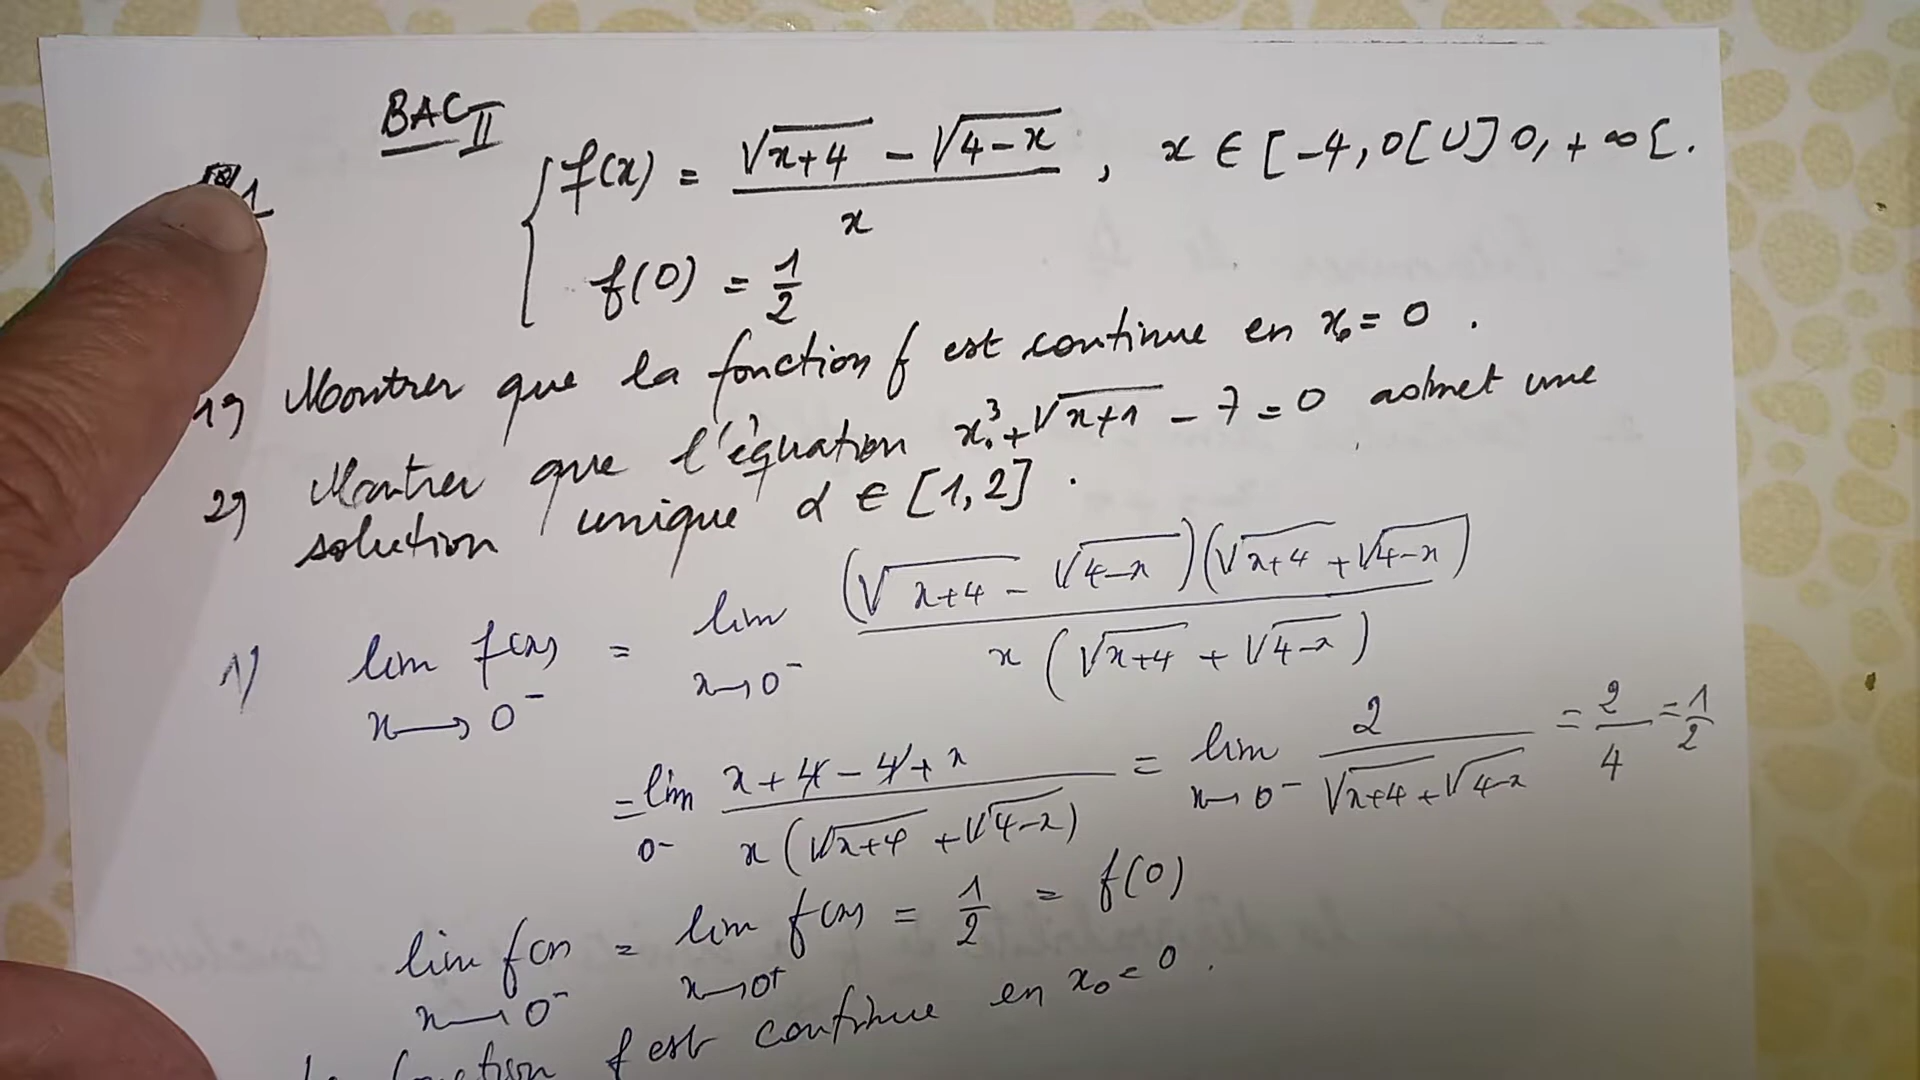 BAC II
1
f(x) = (√(x+4) - √(4-x)) / x , x ∈ [-4, 0[ U ]0, +∞[.
f(0) = 1/2
1) Montrer que la fonction f est continue en x₀ = 0 .
2) Montrer que l'équation x³ + √(x+1) - 7 = 0 admet une
solution unique α ∈ [1, 2] .
1) lim x→0⁻ f(x) = lim x→0⁻ (√(x+4) - √(4-x))(√(x+4) + √(4-x)) / x(√(x+4) + √(4-x))
= lim 0⁻ (x+4-4+x) / x(√(x+4) + √(4-x)) = lim x→0⁻ 2 / (√(x+4) + √(4-x)) = 2/4 = 1/2
lim x→0⁻ f(x) = lim x→0⁺ f(x) = 1/2 = f(0)
fonction f est continue en x₀ = 0 .